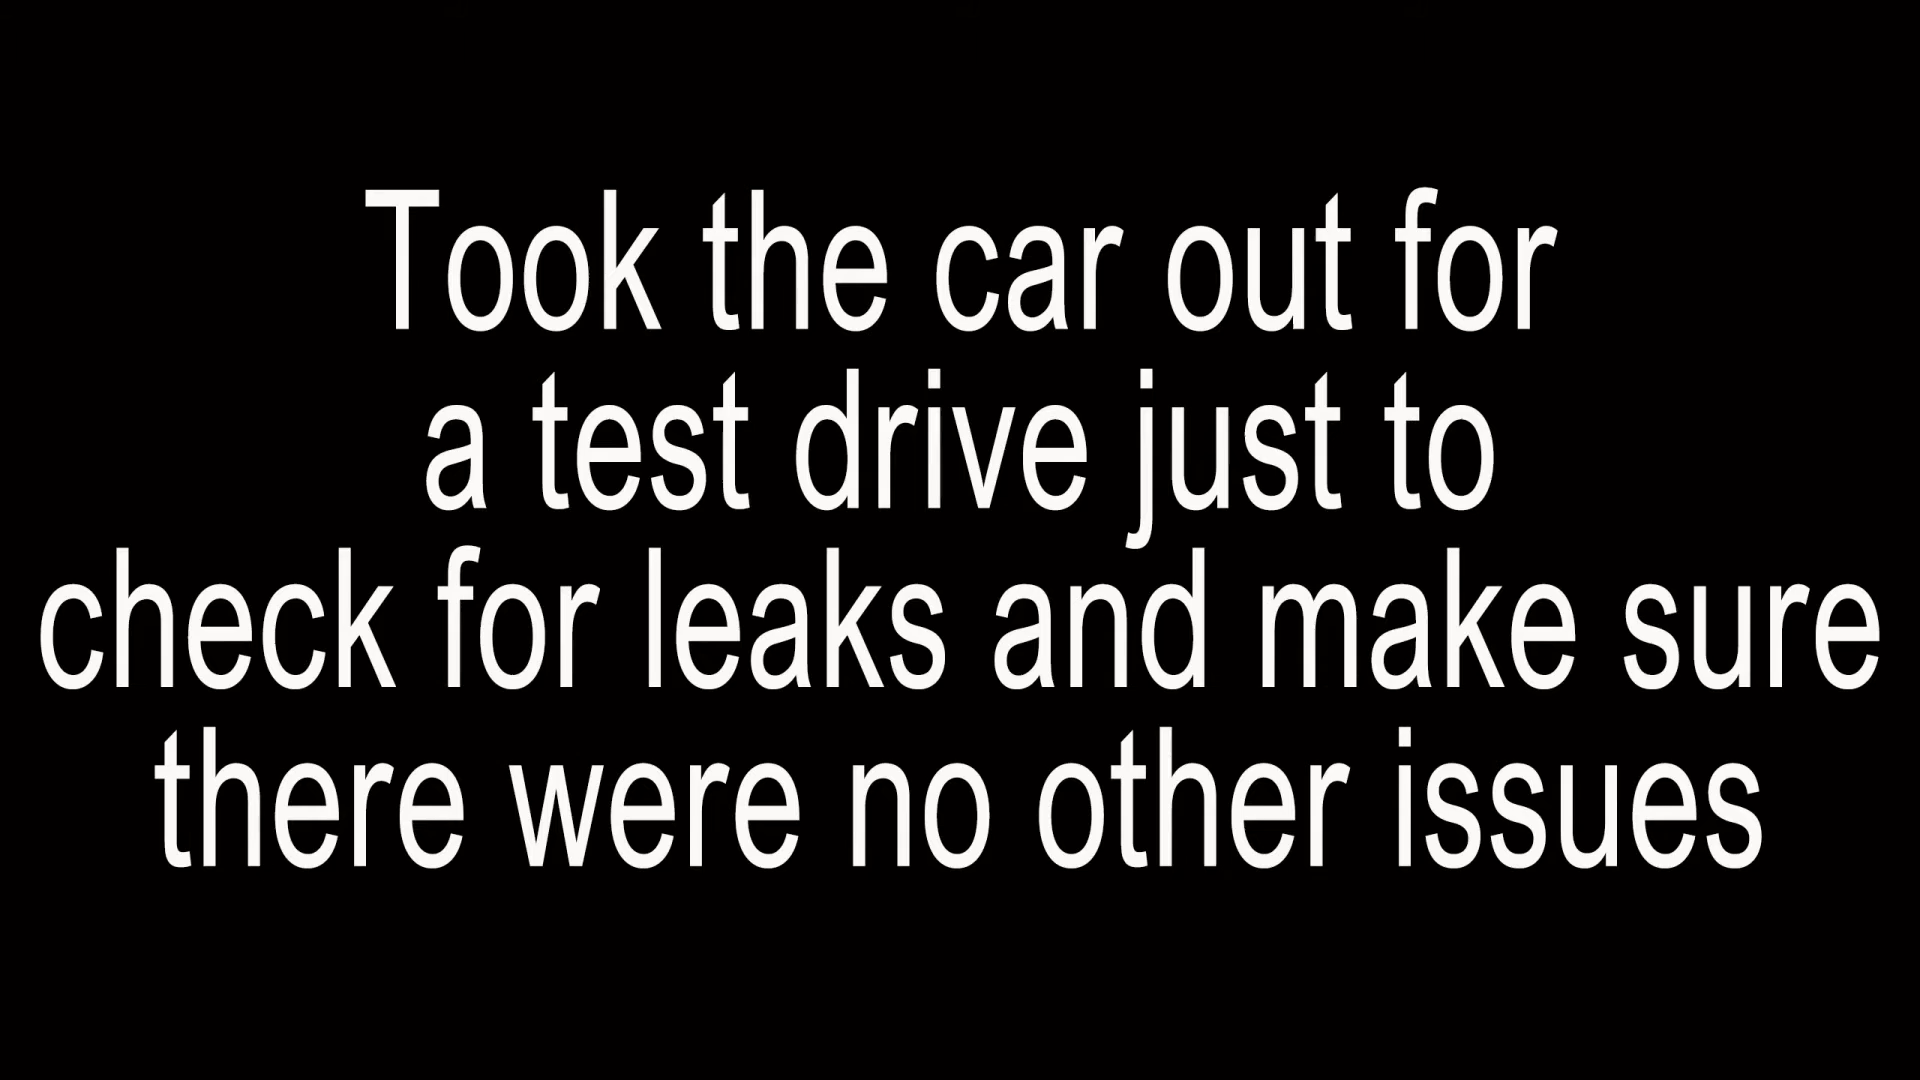 Took the car out for
a test drive just to
check for leaks and make sure
there were no other issues